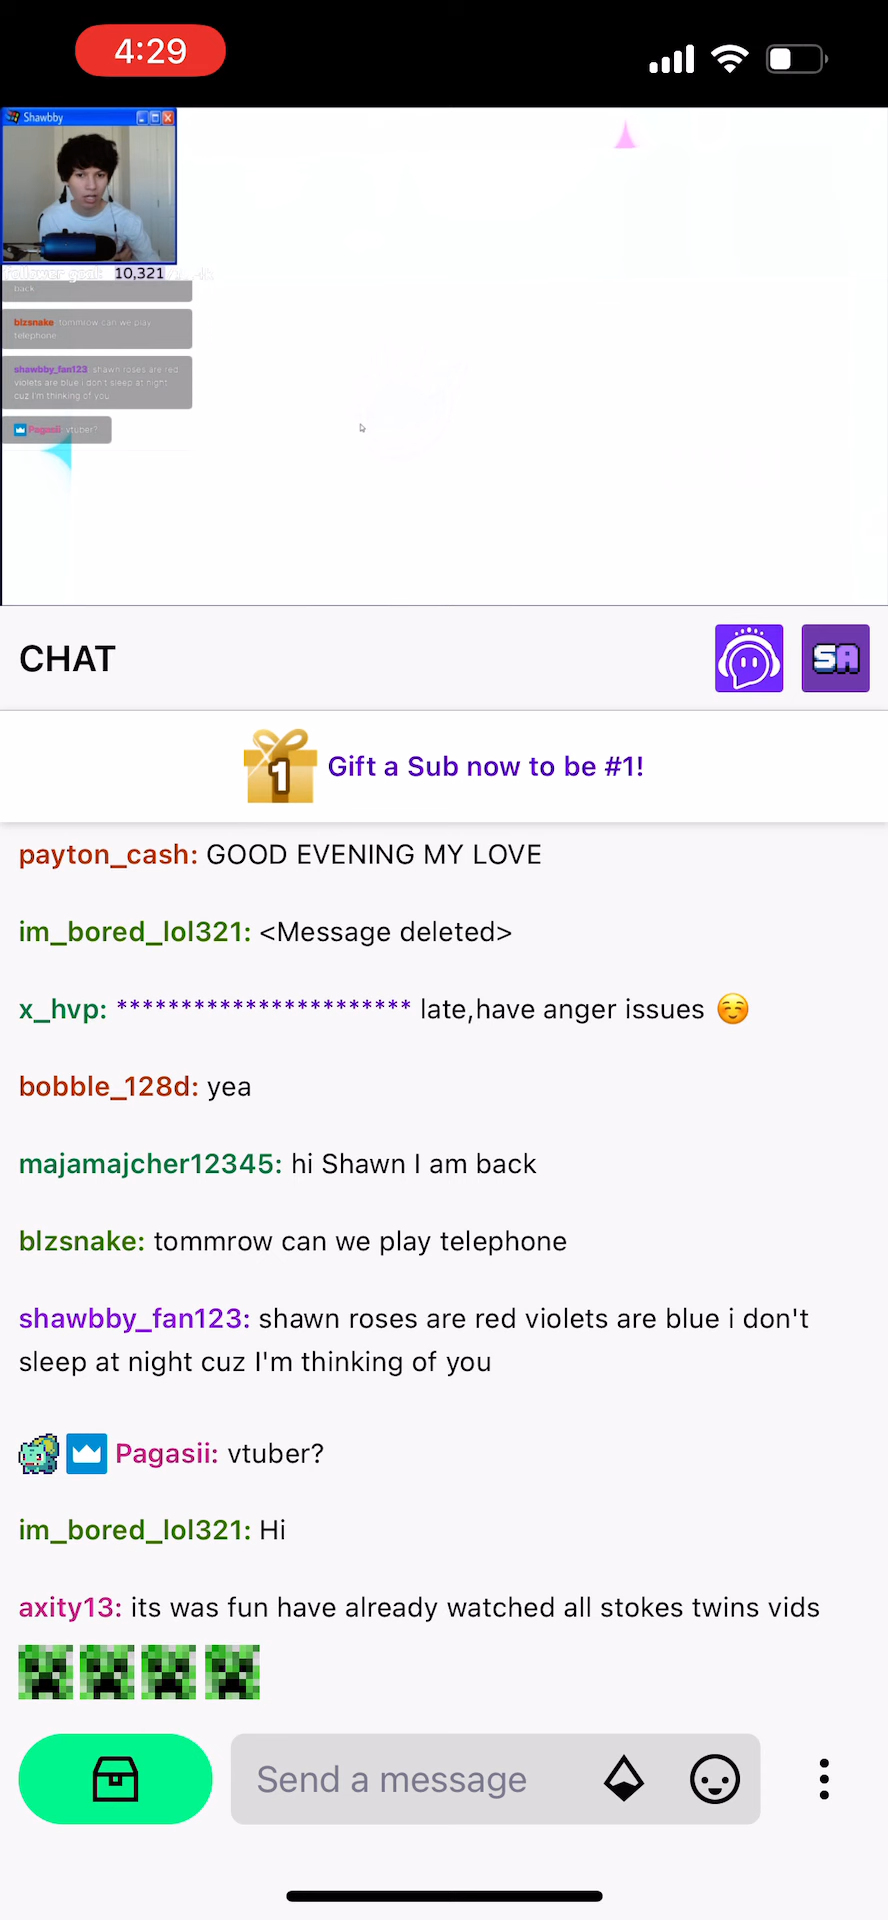 4:29
Shawbby
10,321
back
blzsnake tommrow can we play
telephone
shawbby_fan123 shawn roses are red
violets are blue i don't sleep at night
cuz I'm thinking of you
Pagasii vtuber?
CHAT
SA
1 Gift a Sub now to be #1!
payton_cash: GOOD EVENING MY LOVE
im_bored_lol321: <Message deleted>
x_hvp: *********************** late,have anger issues ☺️
bobble_128d: yea
majamajcher12345: hi Shawn I am back
blzsnake: tommrow can we play telephone
shawbby_fan123: shawn roses are red violets are blue i don't
sleep at night cuz I'm thinking of you
Pagasii: vtuber?
im_bored_lol321: Hi
axity13: its was fun have already watched all stokes twins vids
Send a message